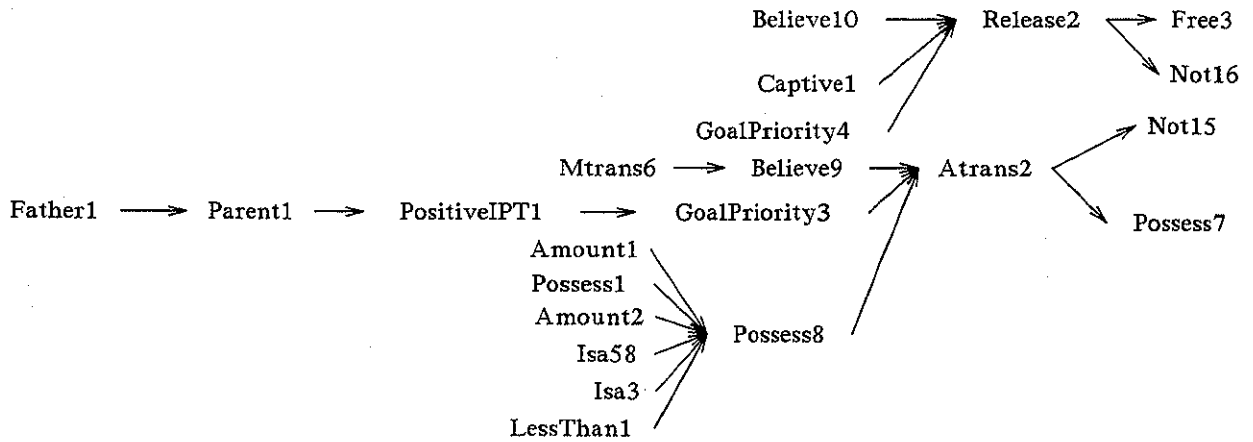 Believe10 Release2 Free3
Not16
Captive1
GoalPriority4 Not15
Mtrans6 Believe9 Atrans2
Father1 Parent1 PositiveIPT1 GoalPriority3 Possess7
Amount1
Possess1
Amount2
Isa58 Possess8
Isa3
LessThan1